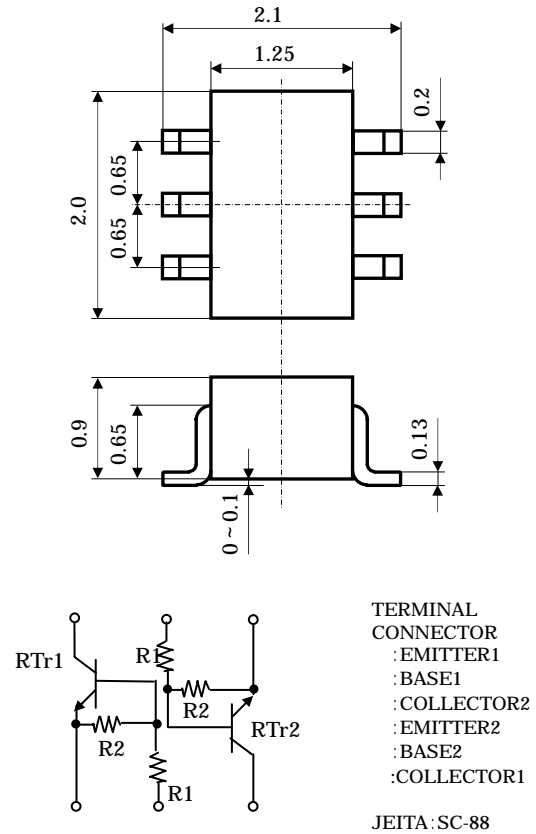 2.1
1.25
0.2
0.65
2.0
0.65
0.9
0.65
0.13
0~0.1
RTr1
R1
R2
R2
RTr2
R1
TERMINAL
CONNECTOR
:EMITTER1
:BASE1
:COLLECTOR2
:EMITTER2
:BASE2
:COLLECTOR1
JEITA:SC-88